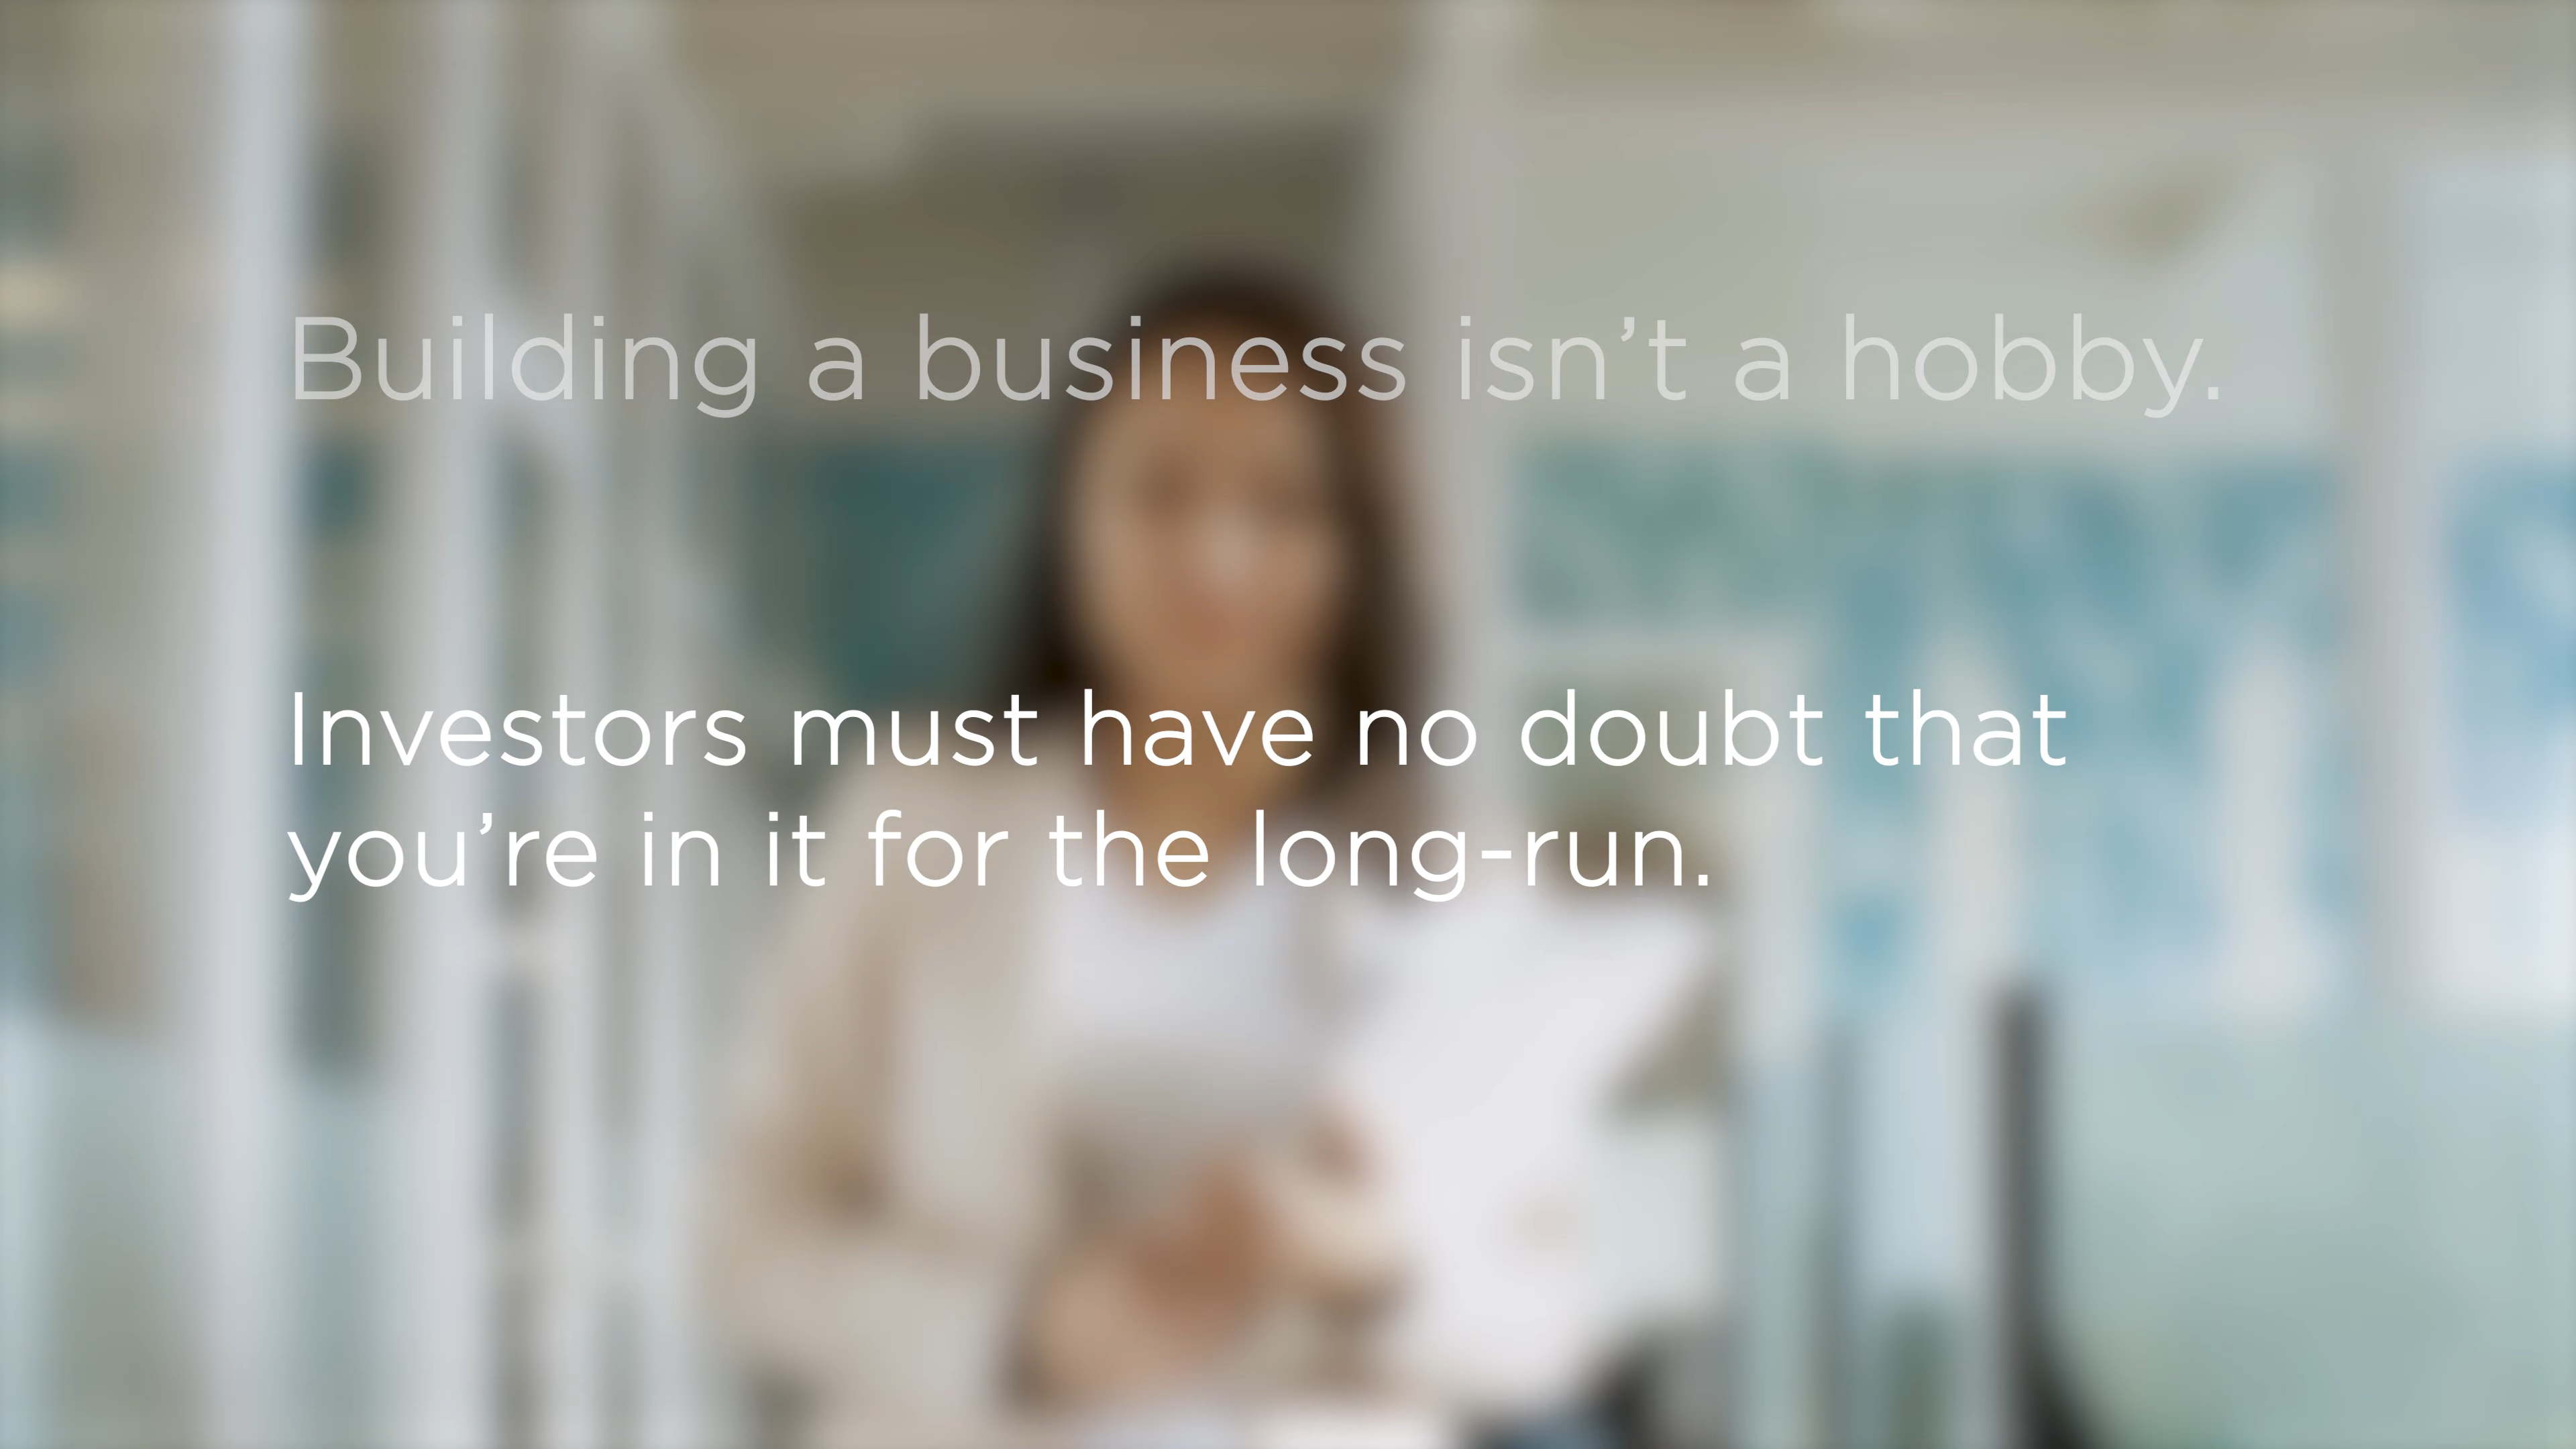 Building a business isn’t a hobby.
Investors must have no doubt that
you’re in it for the long-run.